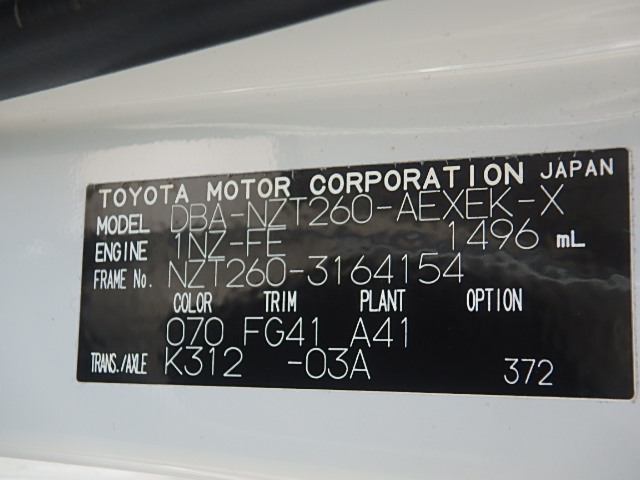 TOYOTA MOTOR CORPORATION JAPAN
MODEL DBA-NZT260-AEXEK-X
ENGINE 1NZ-FE 1496 mL
FRAME No. NZT260-3164154
COLOR TRIM PLANT OPTION
070 FG41 A41
TRANS./AXLE K312 -03A
372